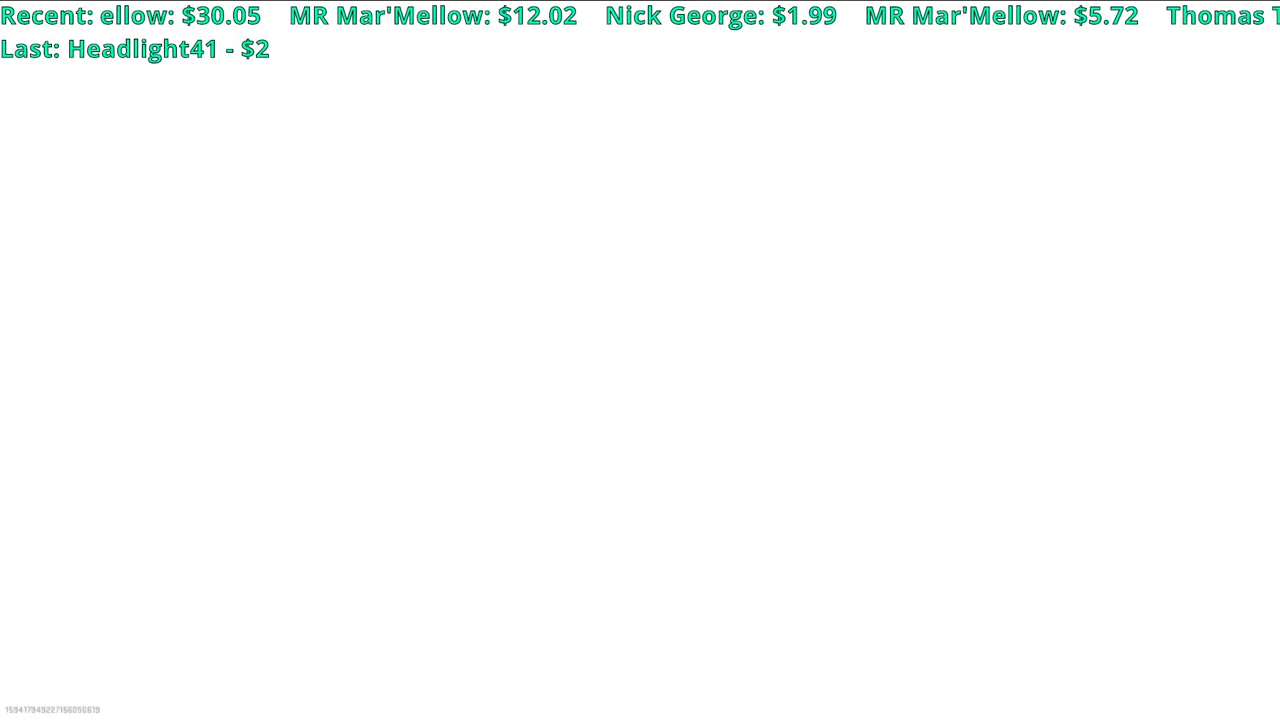 Recent: ellow: $30.05 MR Mar'Mellow: $12.02 Nick George: $1.99 MR Mar'Mellow: $5.72 Thomas T
Last: Headlight41 - $2